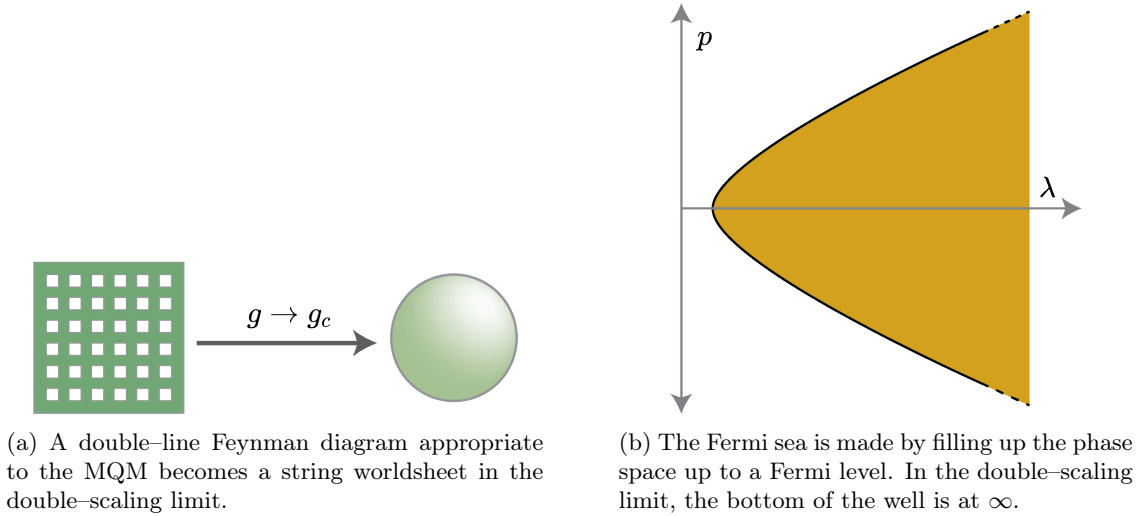 p
λ
g → g_c
(a) A double–line Feynman diagram appropriate
to the MQM becomes a string worldsheet in the
double–scaling limit.
(b) The Fermi sea is made by filling up the phase
space up to a Fermi level. In the double–scaling
limit, the bottom of the well is at ∞.